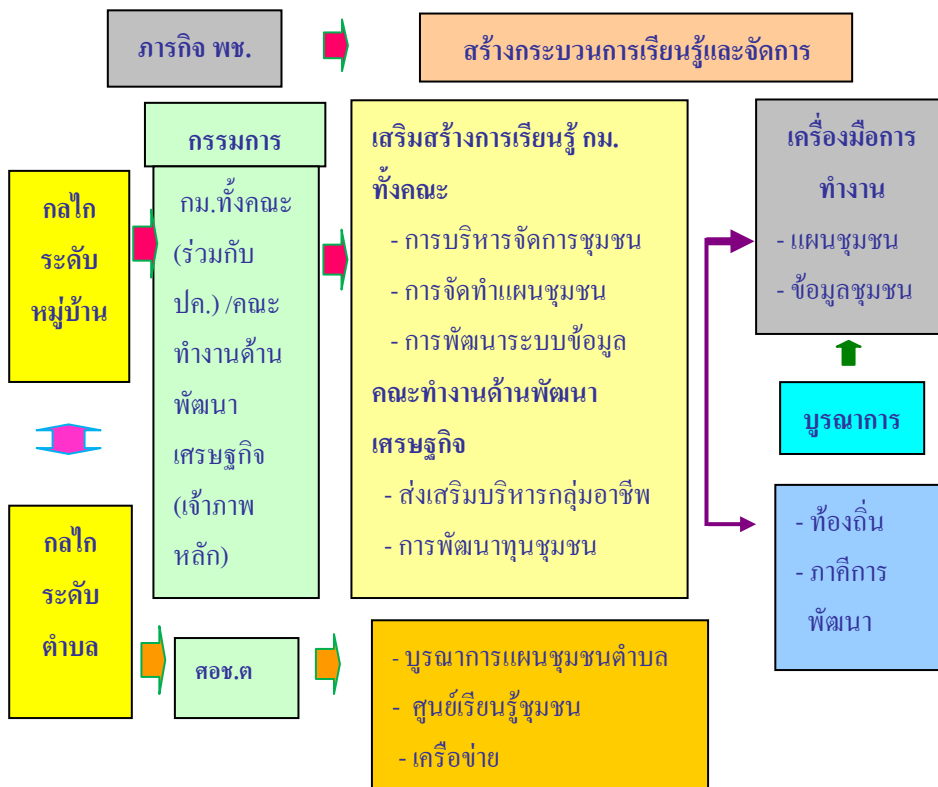 ภารกิจ พช.
สร้างกระบวนการเรียนรู้และจัดการ
กลไก
ระดับ
หมู่บ้าน
กรรมการ
กม.ทั้งคณะ
(ร่วมกับ
ปค.) /คณะ
ทำงานด้าน
พัฒนา
เศรษฐกิจ
(เจ้าภาพ
หลัก)
เสริมสร้างการเรียนรู้ กม.
ทั้งคณะ
- การบริหารจัดการชุมชน
- การจัดทำแผนชุมชน
- การพัฒนาระบบข้อมูล
คณะทำงานด้านพัฒนา
เศรษฐกิจ
- ส่งเสริมบริหารกลุ่มอาชีพ
- การพัฒนาทุนชุมชน
เครื่องมือการ
ทำงาน
- แผนชุมชน
- ข้อมูลชุมชน
บูรณาการ
- ท้องถิ่น
- ภาคีการ
พัฒนา
กลไก
ระดับ
ตำบล
ศอช.ต
- บูรณาการแผนชุมชนตำบล
- ศูนย์เรียนรู้ชุมชน
- เครือข่าย